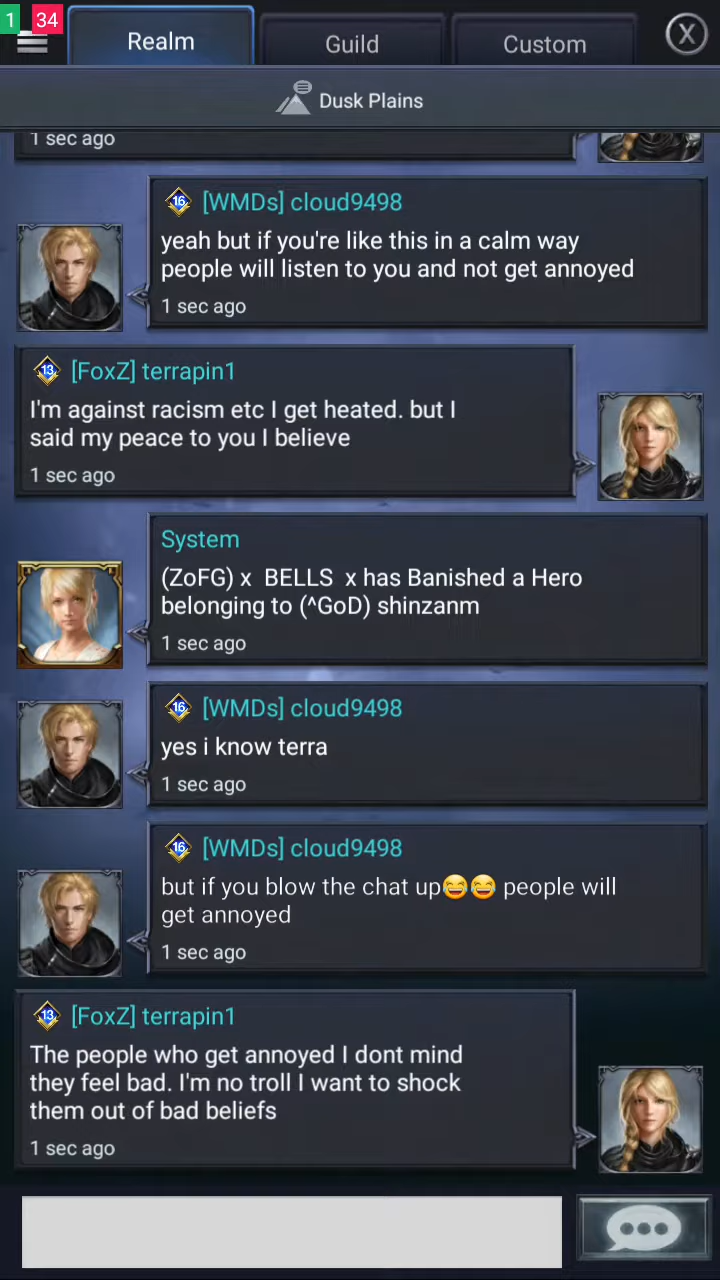 1 34
Realm
Guild
Custom
X
Dusk Plains
1 sec ago
16 [WMDs] cloud9498
yeah but if you're like this in a calm way
people will listen to you and not get annoyed
1 sec ago
13 [FoxZ] terrapin1
I'm against racism etc I get heated. but I
said my peace to you I believe
1 sec ago
System
(ZoFG) x  BELLS  x has Banished a Hero
belonging to (^GoD) shinzanm
1 sec ago
16 [WMDs] cloud9498
yes i know terra
1 sec ago
16 [WMDs] cloud9498
but if you blow the chat up😂😂 people will
get annoyed
1 sec ago
13 [FoxZ] terrapin1
The people who get annoyed I dont mind
they feel bad. I'm no troll I want to shock
them out of bad beliefs
1 sec ago